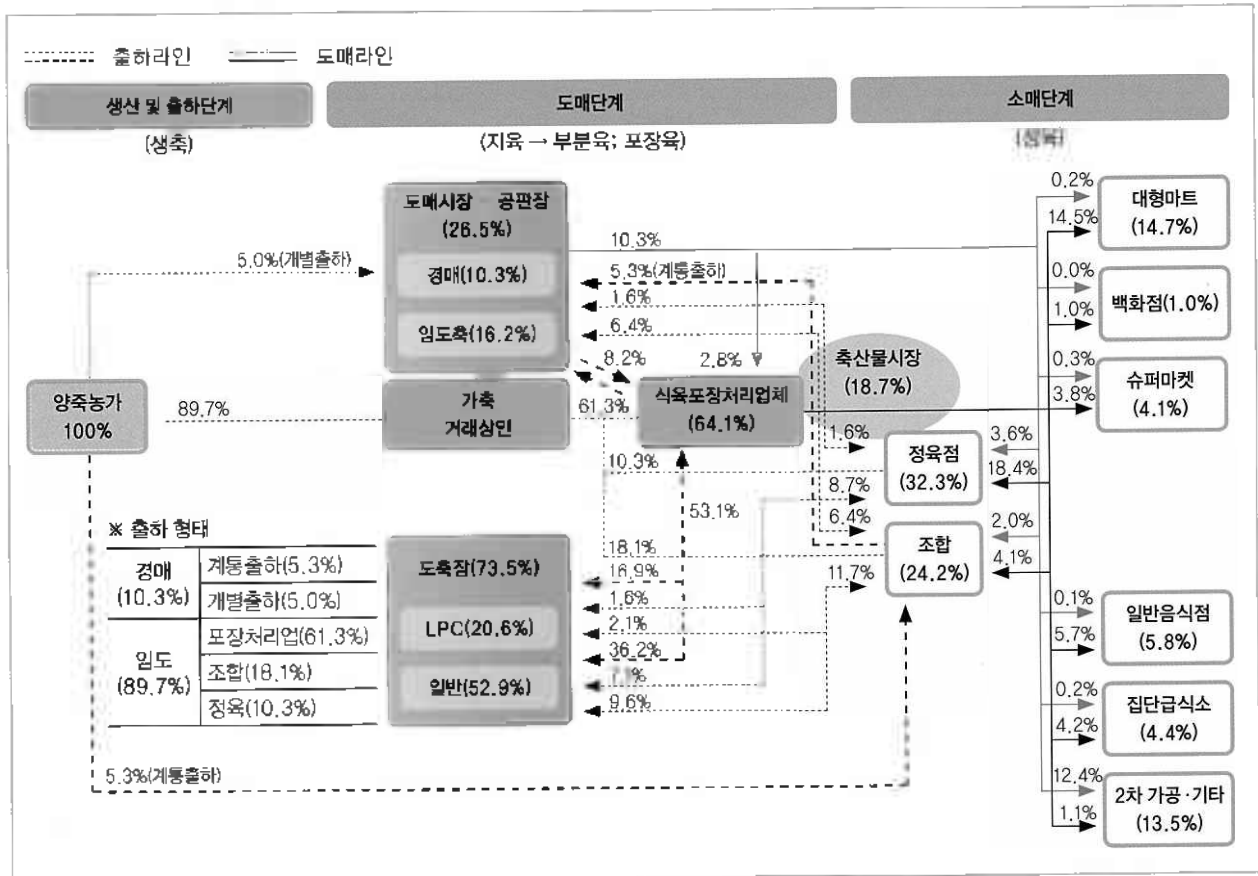 출하라인
도매라인
생산 및 출하단계
도매단계
소매단계
(생축)
(지육 → 부분육; 포장육)
(정육)
도매시장 공판장
(26.5%)
경매(10.3%)
임도축(16.2%)
5.0%(개별출하)
10.3%
5.3%(계통출하)
1.6%
6.4%
8.2%
2.8%
양축농가
100%
89.7%
가축
거래상인
61.3%
식육포장처리업체
(64.1%)
축산물시장
(18.7%)
10.3%
53.1%
18.1%
1.6%
8.7%
6.4%
11.7%
정육점
(32.3%)
조합
(24.2%)
3.6%
18.4%
2.0%
4.1%
0.2%
14.5%
대형마트
(14.7%)
0.0%
1.0%
백화점(1.0%)
0.3%
3.8%
슈퍼마켓
(4.1%)
0.1%
5.7%
일반음식점
(5.8%)
0.2%
4.2%
집단급식소
(4.4%)
12.4%
1.1%
2차 가공·기타
(13.5%)
※ 출하 형태
경매
(10.3%)
계통출하(5.3%)
개별출하(5.0%)
임도
(89.7%)
포장처리업(61.3%)
조합(18.1%)
정육(10.3%)
도축장(73.5%)
LPC(20.6%)
일반(52.9%)
16.9%
1.6%
2.1%
36.2%
9.6%
5.3%(계통출하)